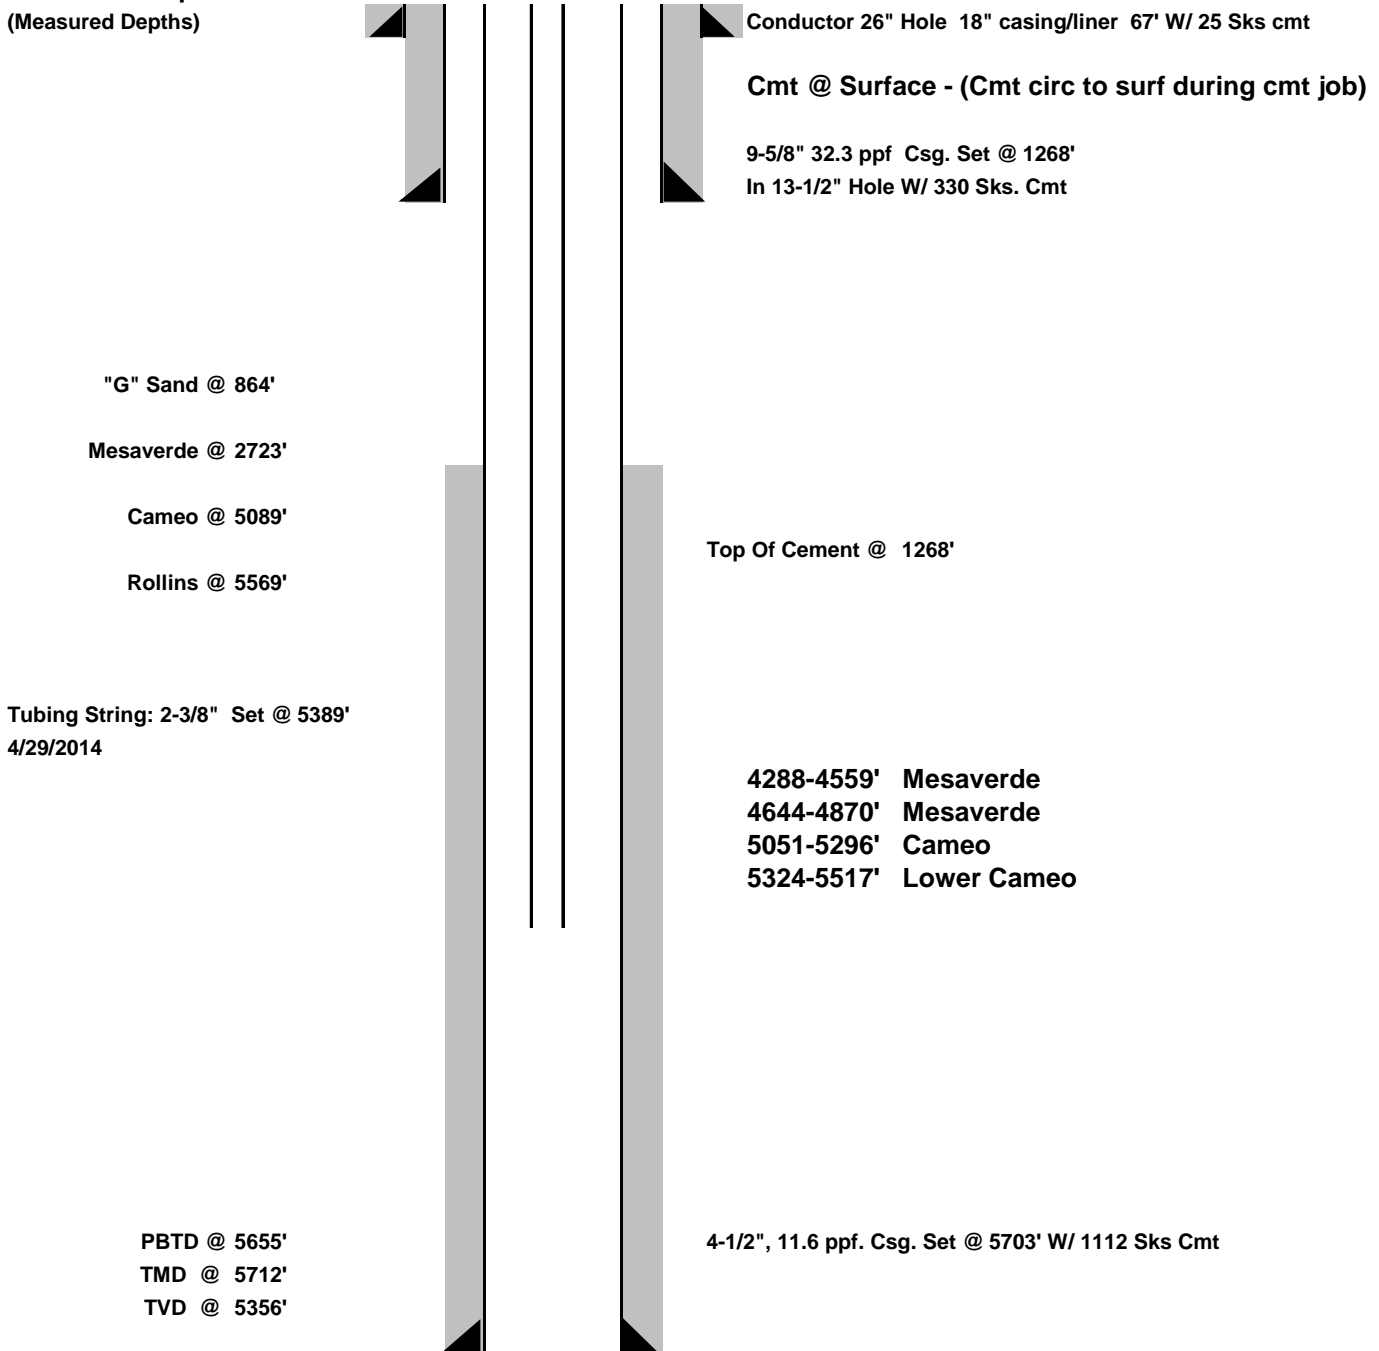 (Measured Depths)
Conductor 26" Hole  18" casing/liner  67' W/ 25 Sks cmt
Cmt @ Surface - (Cmt circ to surf during cmt job)
9-5/8" 32.3 ppf  Csg. Set @ 1268'
In 13-1/2" Hole W/ 330 Sks. Cmt
"G" Sand @ 864'
Mesaverde @ 2723'
Cameo @ 5089'
Top Of Cement @  1268'
Rollins @ 5569'
Tubing String: 2-3/8"  Set @ 5389'
4/29/2014
4288-4559'  Mesaverde
4644-4870'  Mesaverde
5051-5296'  Cameo
5324-5517'  Lower Cameo
PBTD @ 5655'
4-1/2", 11.6 ppf. Csg. Set @ 5703' W/ 1112 Sks Cmt
TMD  @  5712'
TVD  @  5356'